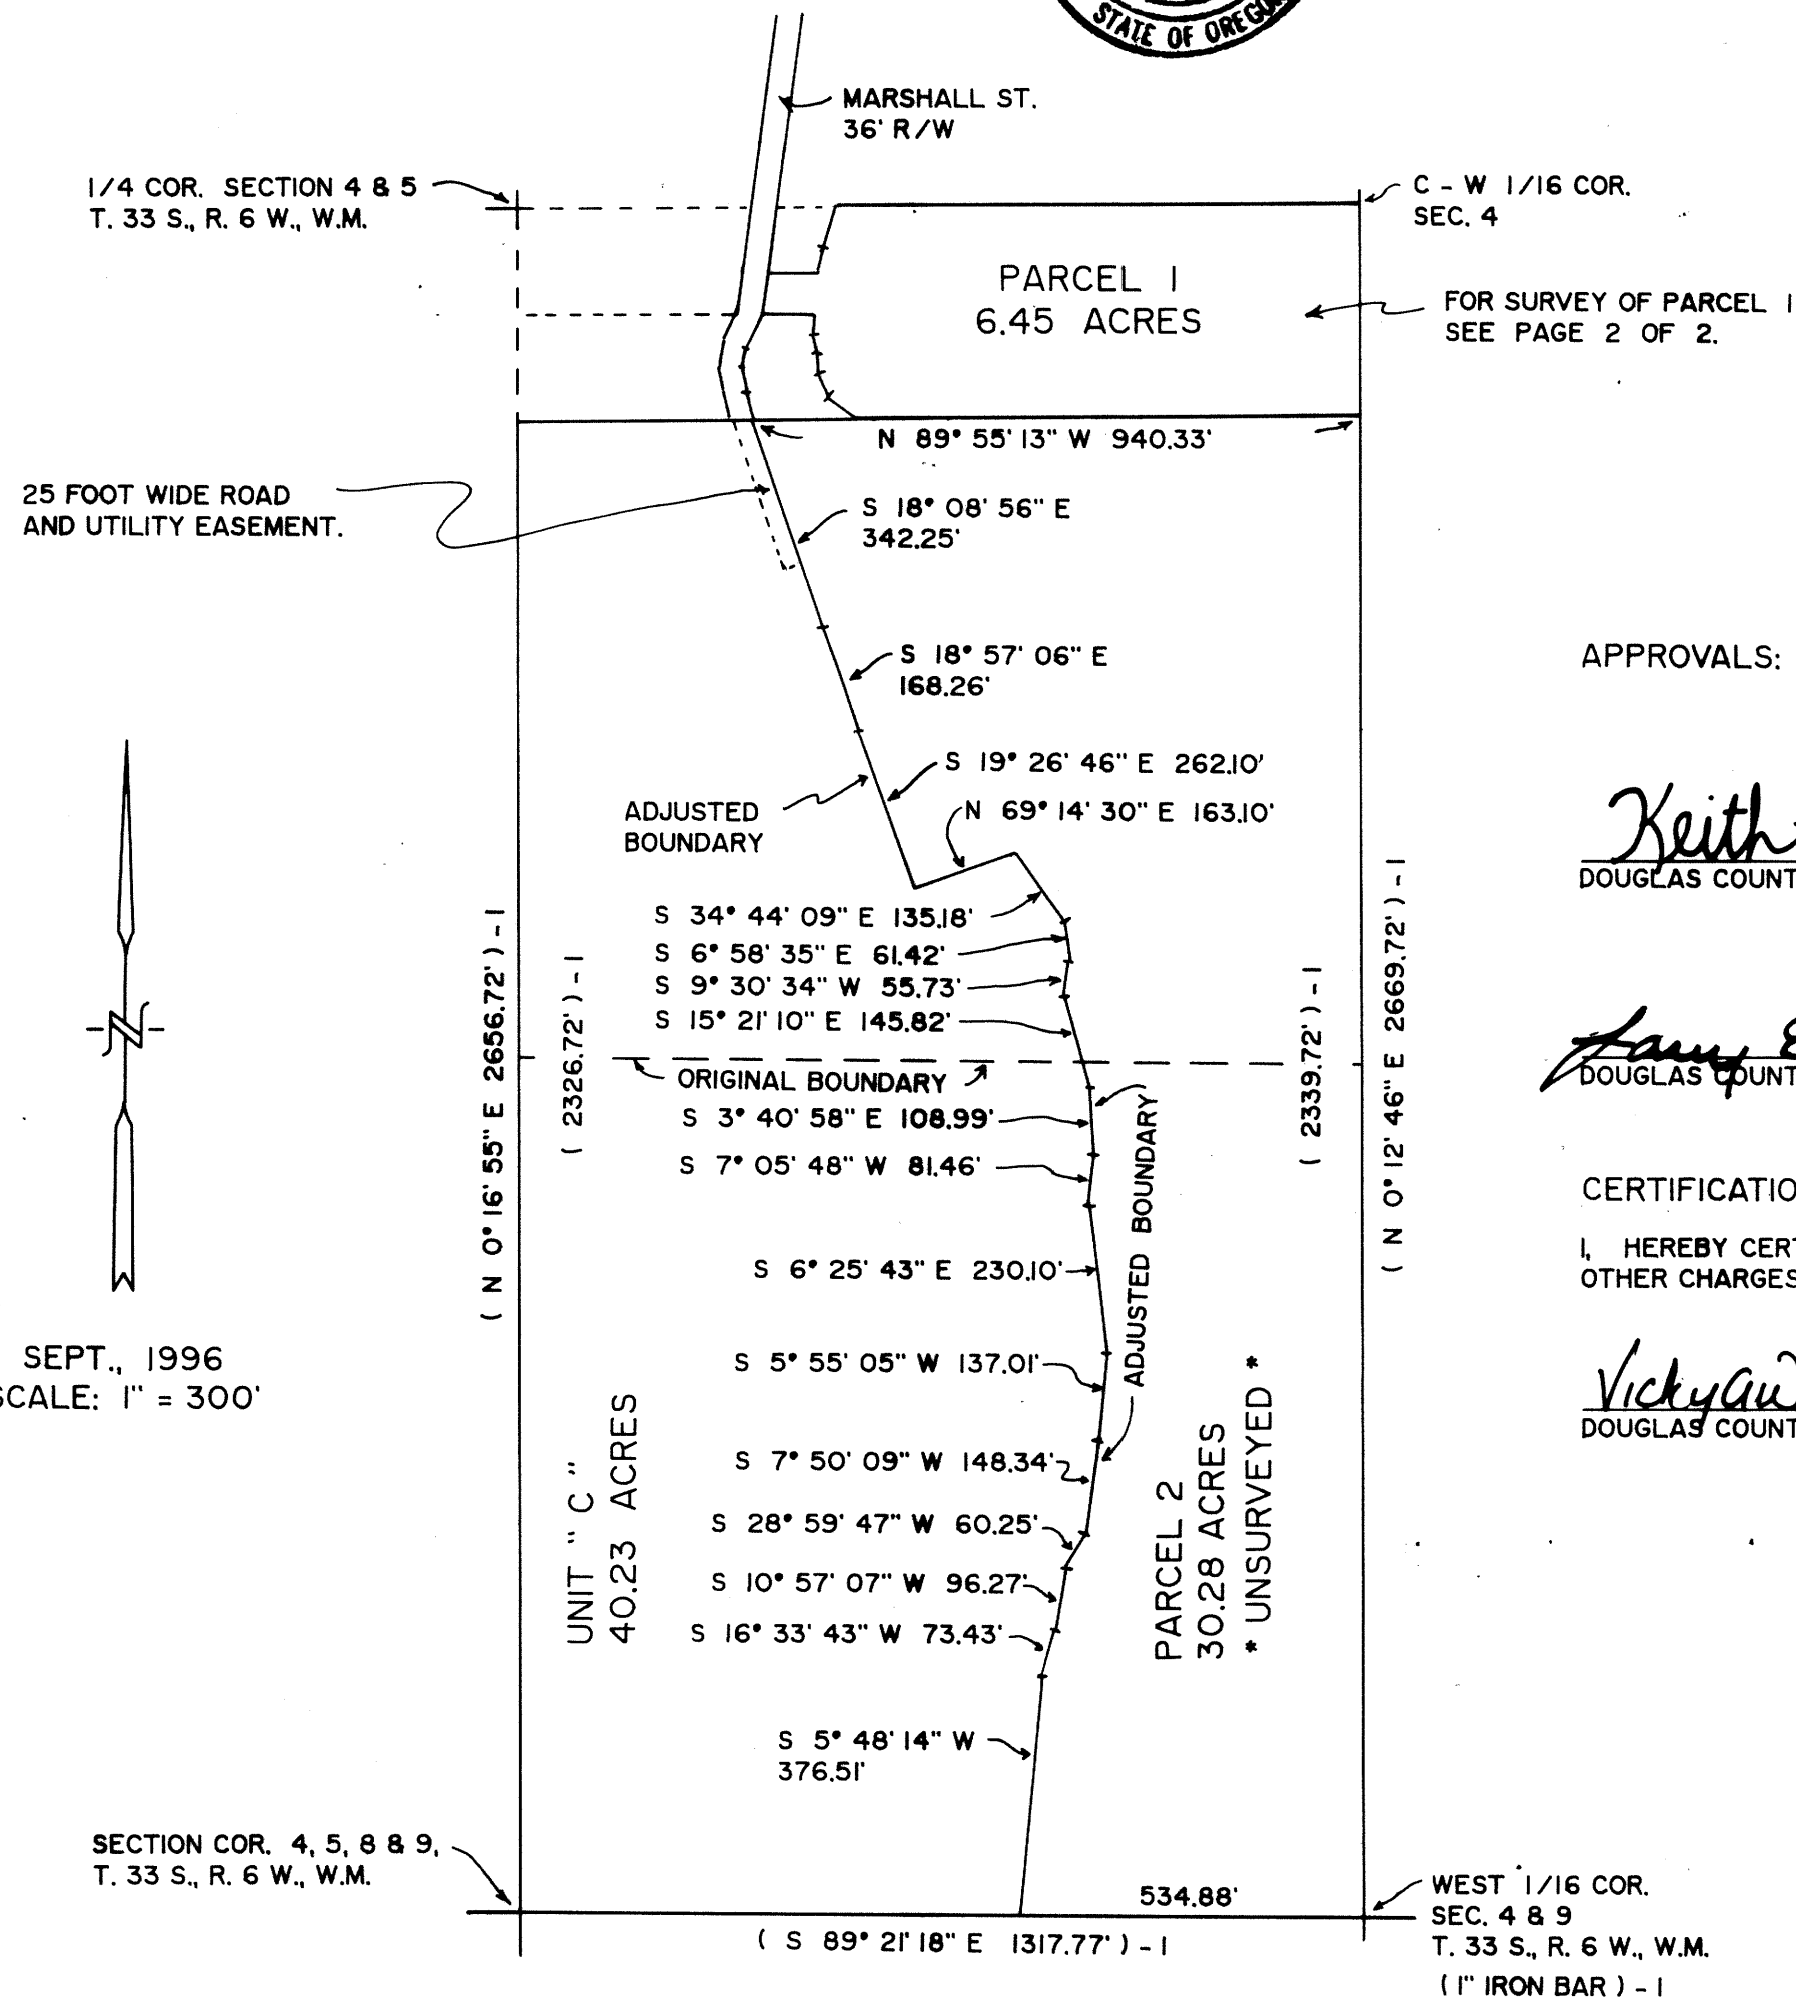 STATE OF OREGON
MARSHALL ST.
36' R/W
1/4 COR. SECTION 4 & 5
T. 33 S., R. 6 W., W.M.
C - W 1/16 COR.
SEC. 4
PARCEL 1
6.45 ACRES
FOR SURVEY OF PARCEL 1
SEE PAGE 2 OF 2.
N 89° 55' 13" W 940.33'
25 FOOT WIDE ROAD
AND UTILITY EASEMENT.
S 18° 08' 56" E
342.25'
S 18° 57' 06" E
168.26'
APPROVALS:
S 19° 26' 46" E 262.10'
N 69° 14' 30" E 163.10'
ADJUSTED
BOUNDARY
Keith
DOUGLAS COUNT
S 34° 44' 09" E 135.18'
S 6° 58' 35" E 61.42'
S 9° 30' 34" W 55.73'
S 15° 21' 10" E 145.82'
( N 0° 16' 55" E 2656.72' ) - 1
( 2326.72' ) - 1
( 2339.72' ) - 1
( N 0° 12' 46" E 2669.72' ) - 1
N
ORIGINAL BOUNDARY
DOUGLAS COUNT
S 3° 40' 58" E 108.99'
S 7° 05' 48" W 81.46'
ADJUSTED BOUNDARY
CERTIFICATIO
I, HEREBY CERT
OTHER CHARGES
S 6° 25' 43" E 230.10'
SEPT., 1996
SCALE: 1" = 300'
S 5° 55' 05" W 137.01'
Vicky
DOUGLAS COUNT
S 7° 50' 09" W 148.34'
UNIT " C "
40.23 ACRES
PARCEL 2
30.28 ACRES
* UNSURVEYED *
S 28° 59' 47" W 60.25'
S 10° 57' 07" W 96.27'
S 16° 33' 43" W 73.43'
S 5° 48' 14" W
376.51'
SECTION COR. 4, 5, 8 & 9,
T. 33 S., R. 6 W., W.M.
534.88'
( S 89° 21' 18" E 1317.77' ) - 1
WEST 1/16 COR.
SEC. 4 & 9
T. 33 S., R. 6 W., W.M.
( 1" IRON BAR ) - 1